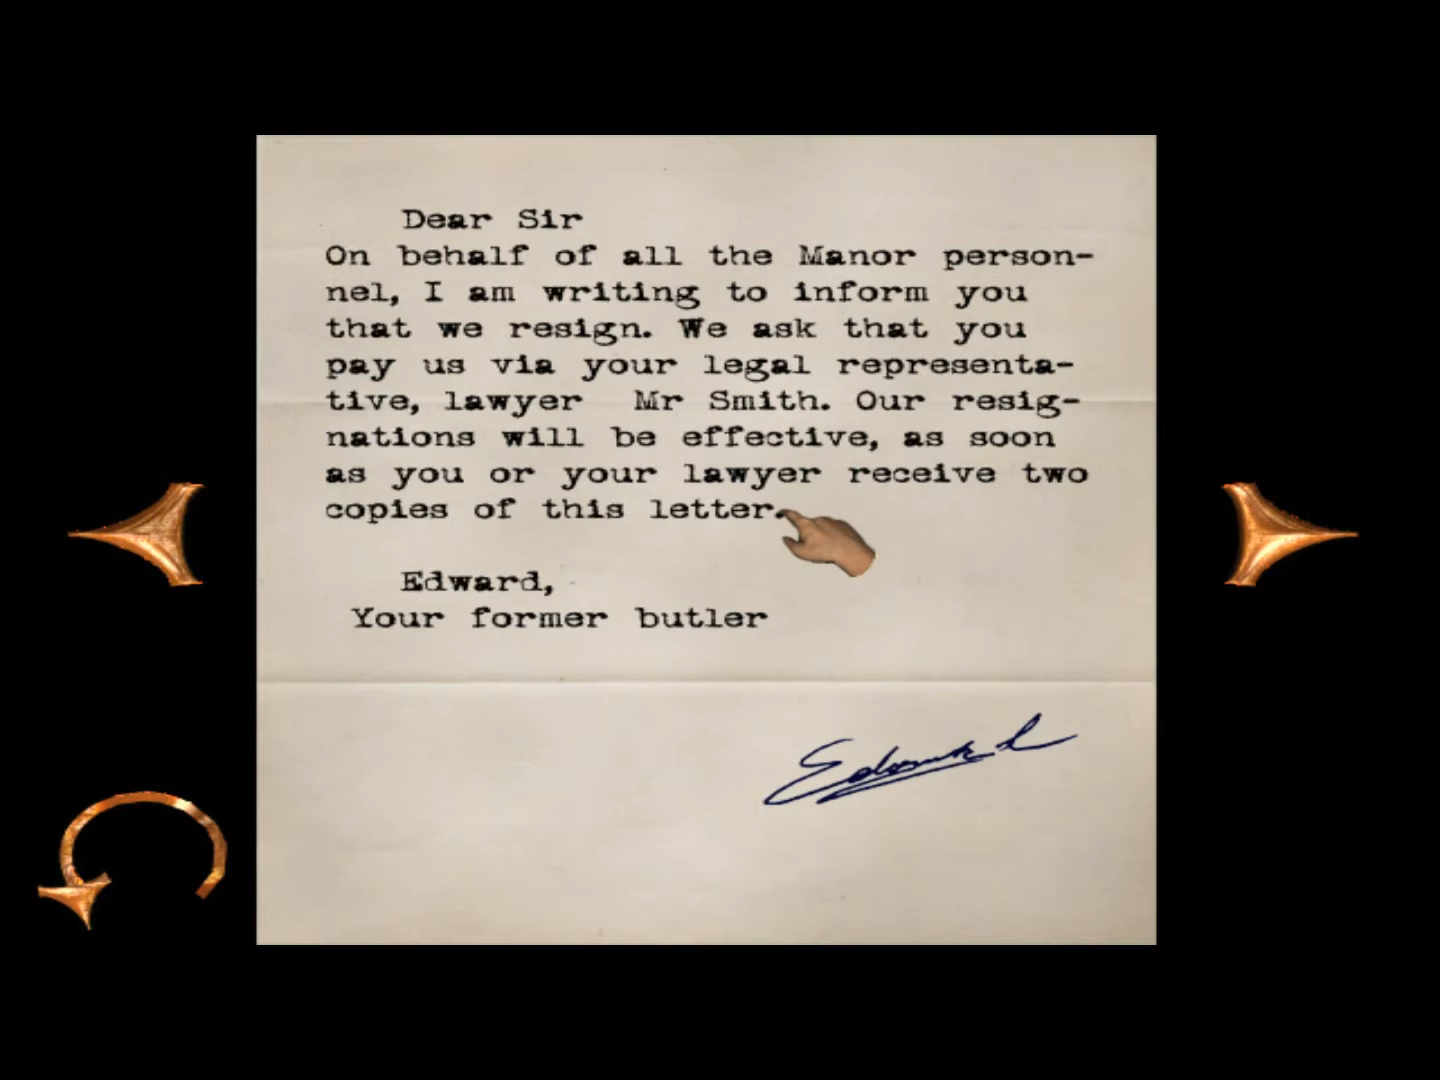 Dear Sir
On behalf of all the Manor person-
nel, I am writing to inform you
that we resign. We ask that you
pay us via your legal representa-
tive, lawyer Mr Smith. Our resig-
nations will be effective, as soon
as you or your lawyer receive two
copies of this letter.
Edward,
Your former butler
Edward